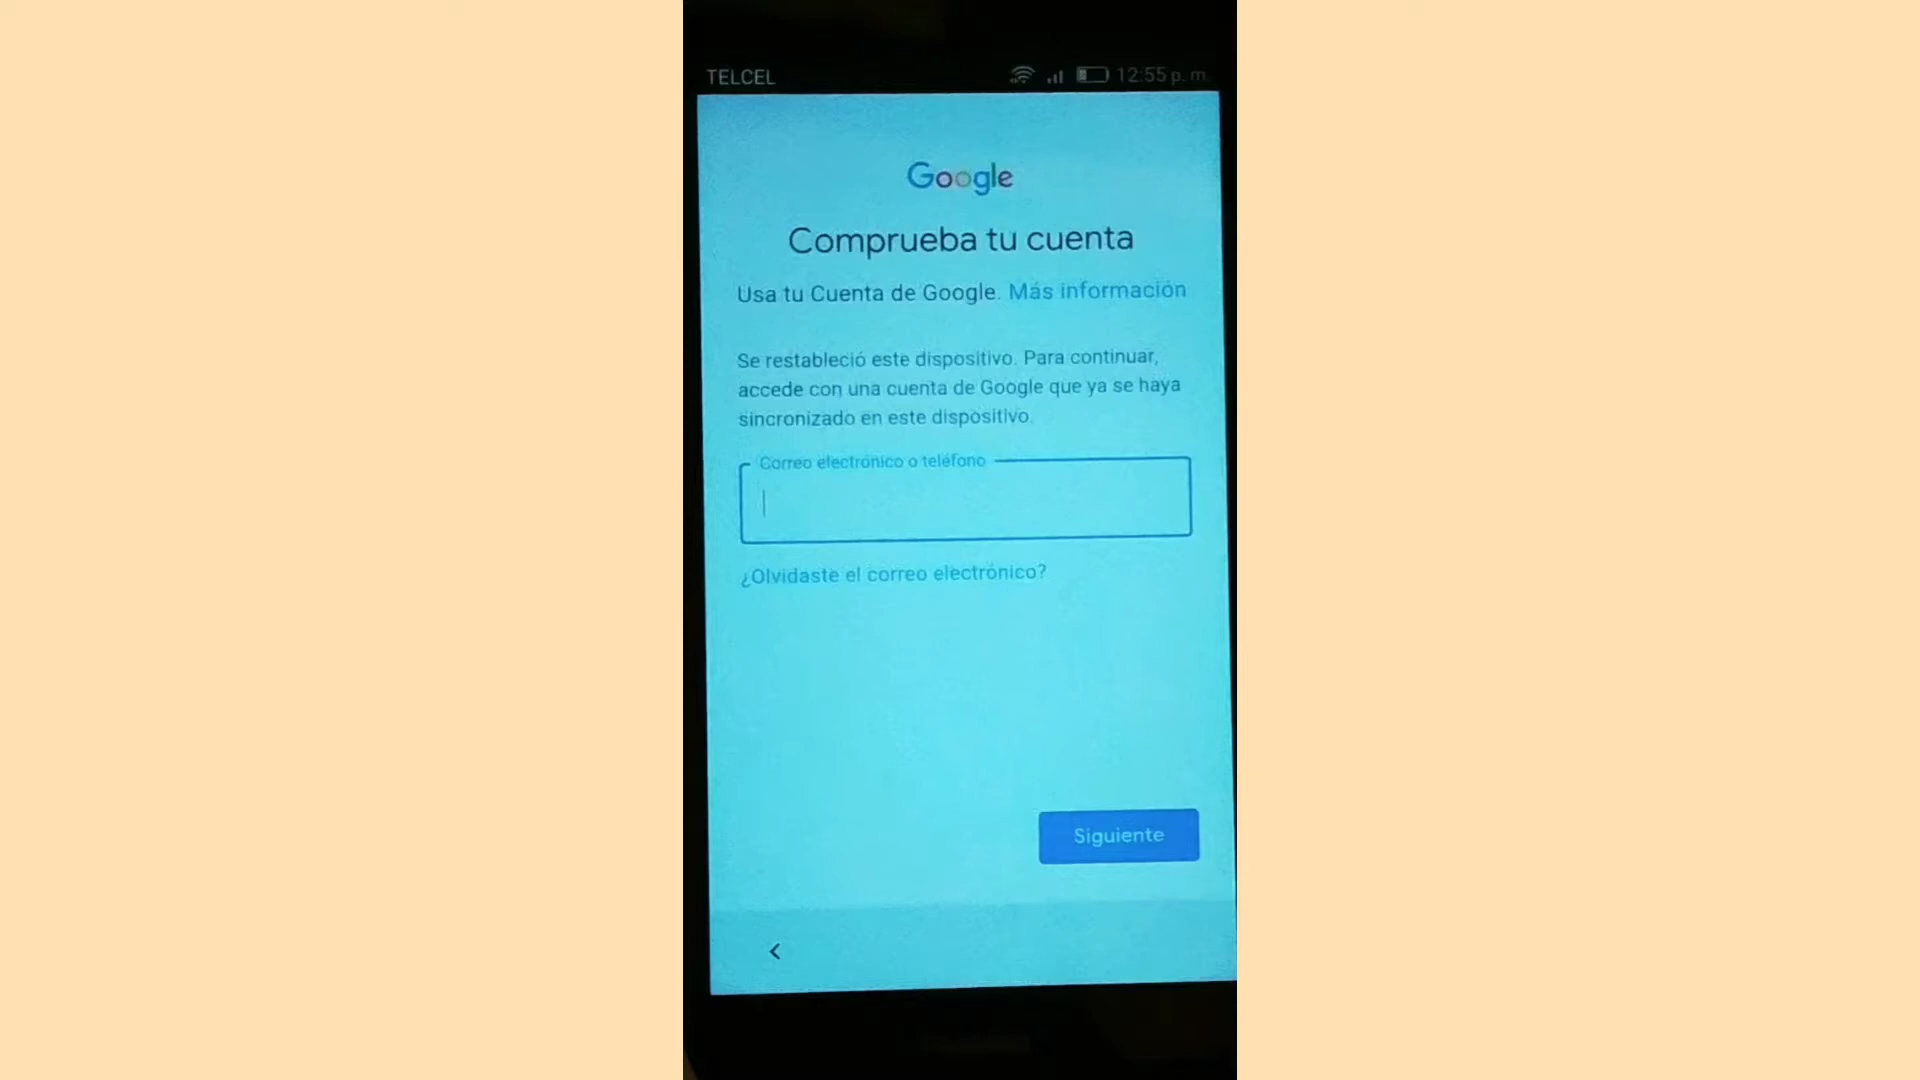 TELCEL 12:55 p. m.
Google
Comprueba tu cuenta
Usa tu Cuenta de Google. Más información
Se restableció este dispositivo. Para continuar,
accede con una cuenta de Google que ya se haya
sincronizado en este dispositivo.
Correo electrónico o teléfono
¿Olvidaste el correo electrónico?
Siguiente